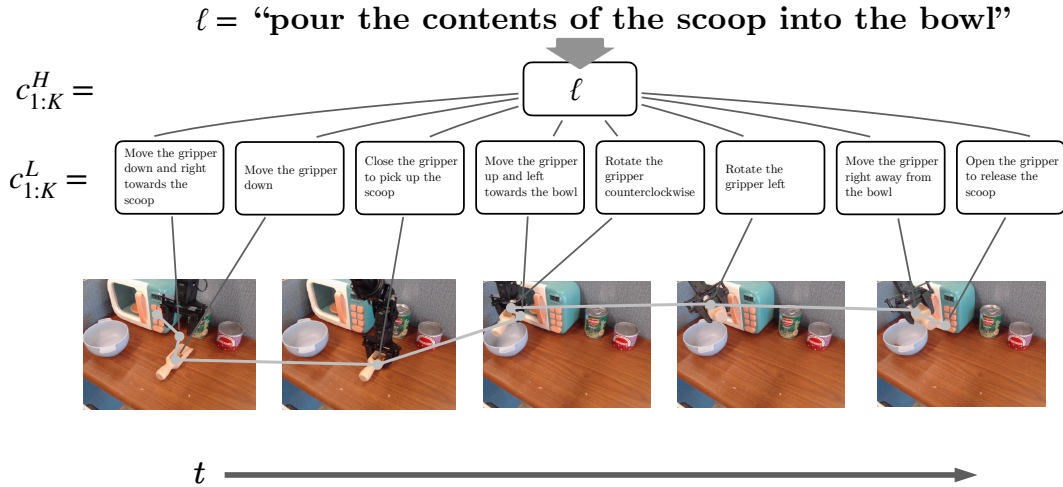 ℓ = “pour the contents of the scoop into the bowl”
c^H_{1:K} =
ℓ
c^L_{1:K} =
Move the gripper
down and right
towards the
scoop
Move the gripper
down
Close the gripper
to pick up the
scoop
Move the gripper
up and left
towards the bowl
Rotate the
gripper
counterclockwise
Rotate the
gripper left
Move the gripper
right away from
the bowl
Open the gripper
to release the
scoop
t